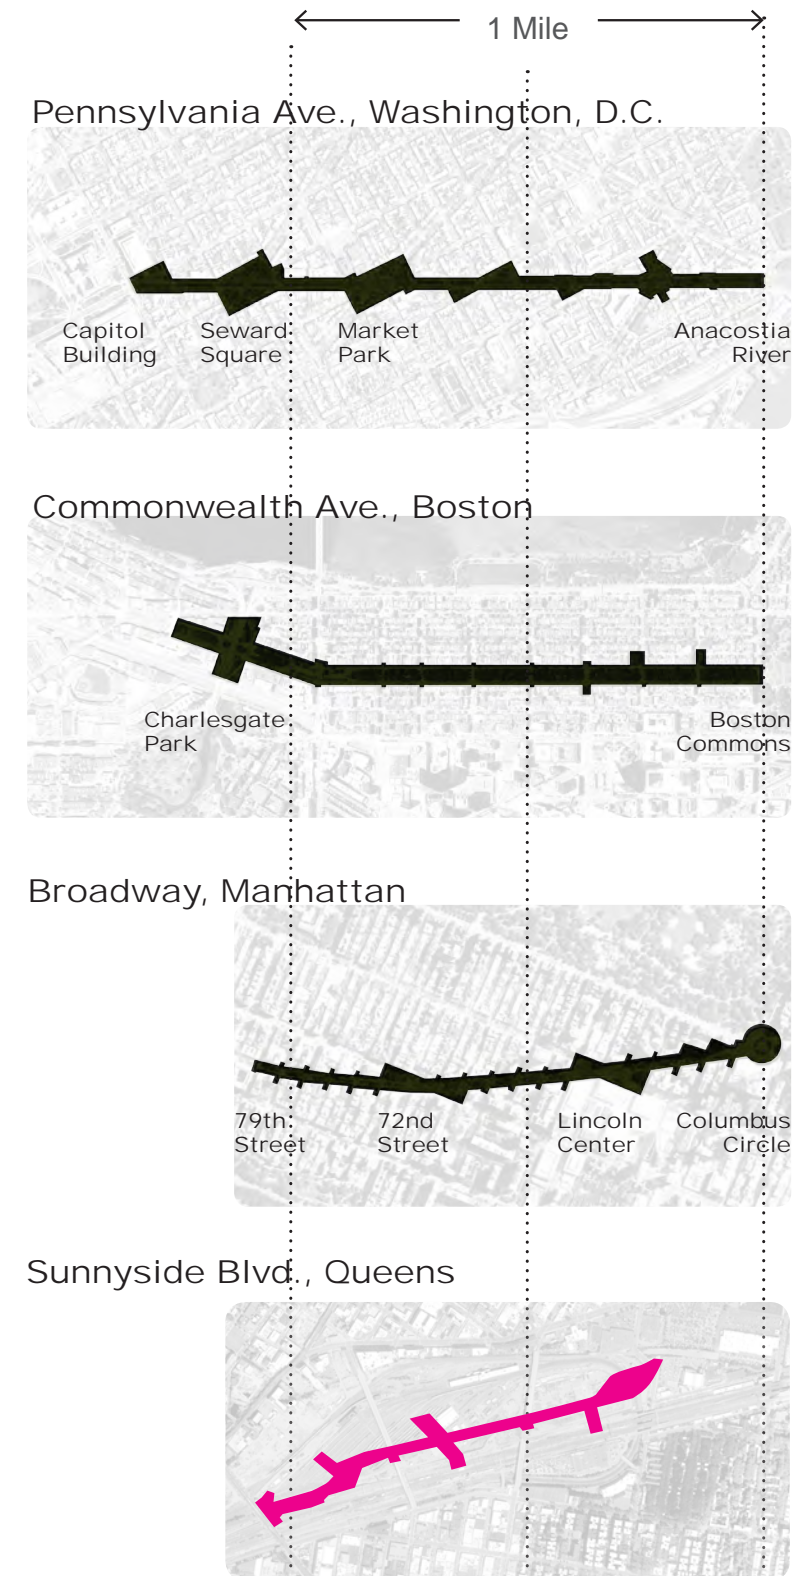 1 Mile
Pennsylvania Ave., Washington, D.C.
Capitol
Building
Seward
Square
Market
Park
Anacostia
River
Commonwealth Ave., Boston
Charlesgate
Park
Boston
Commons
Broadway, Manhattan
79th
Street
72nd
Street
Lincoln
Center
Columbus
Circle
Sunnyside Blvd., Queens